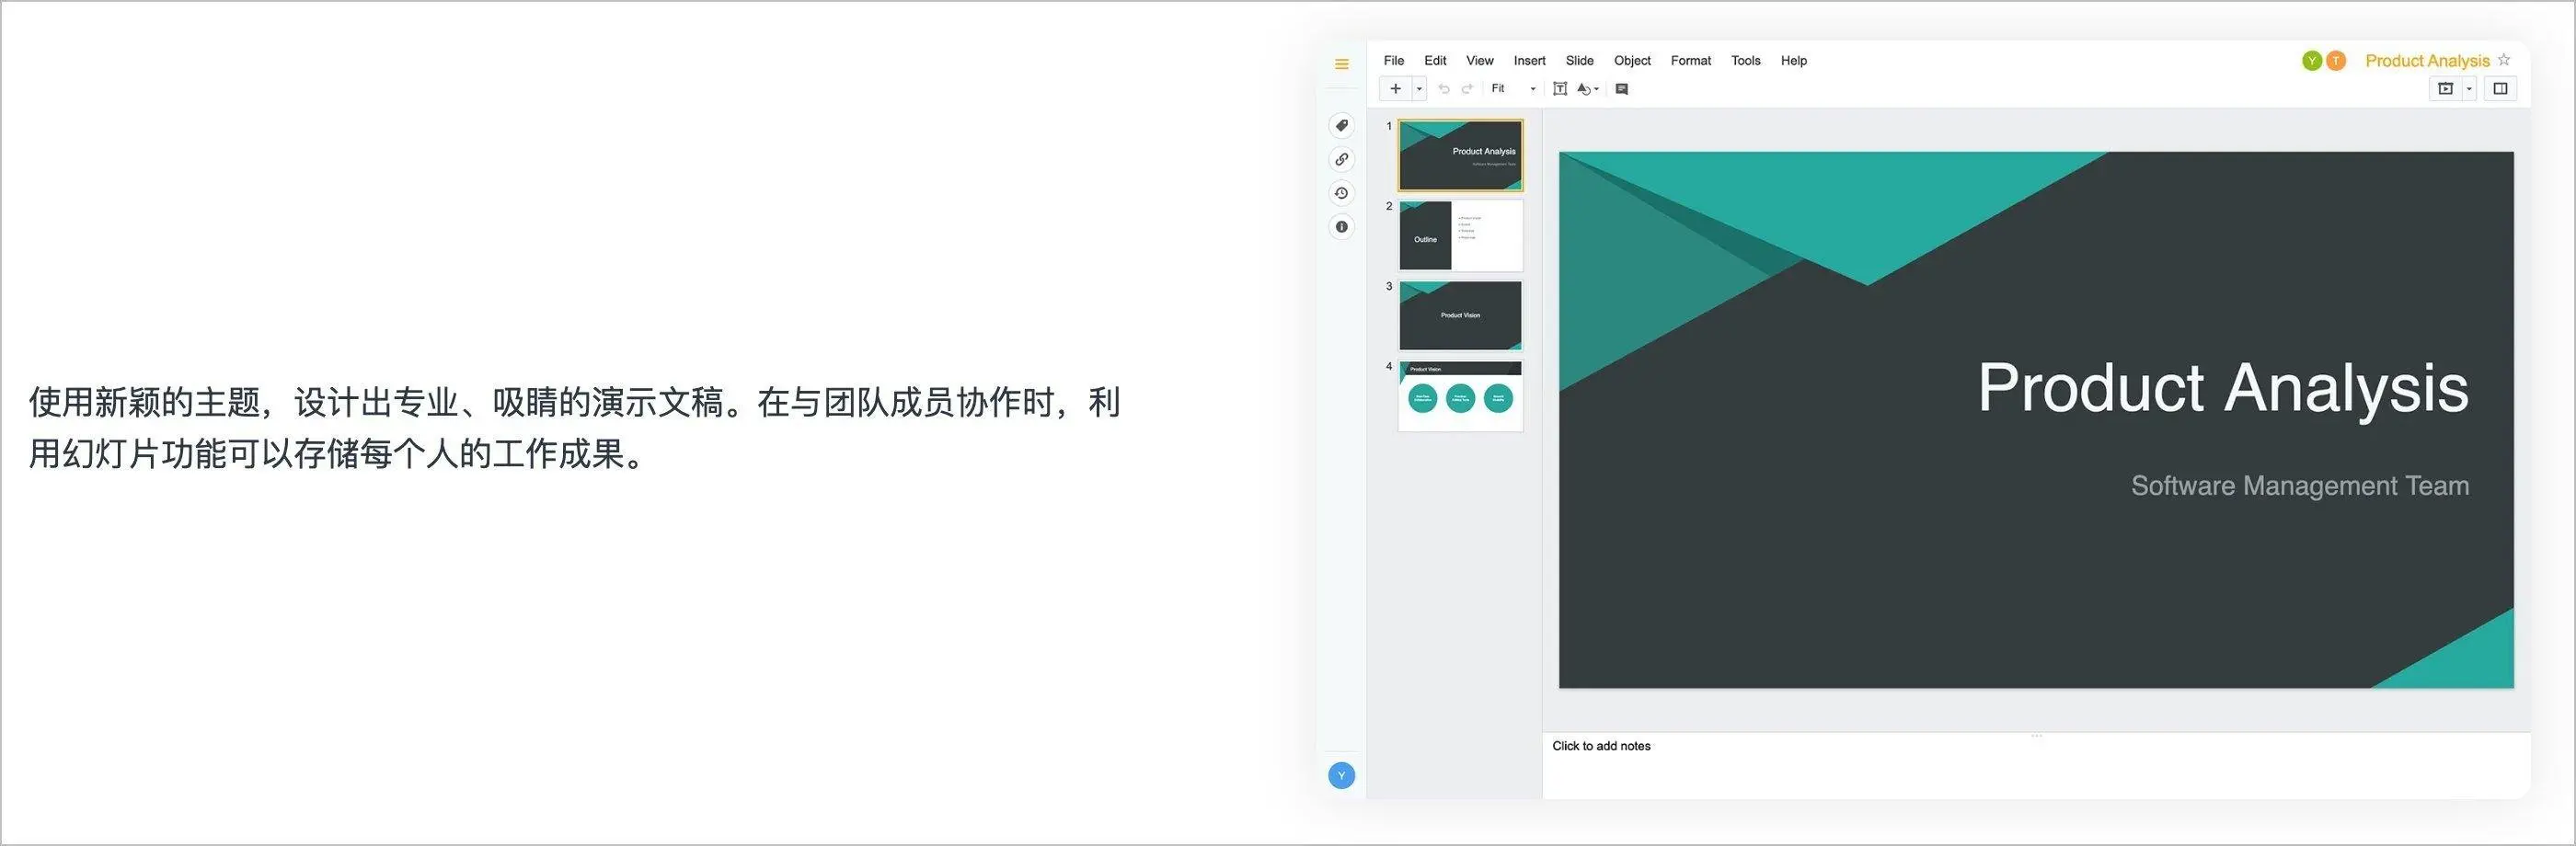 使用新颖的主题，设计出专业、吸睛的演示文稿。在与团队成员协作时，利
用幻灯片功能可以存储每个人的工作成果。
File Edit View Insert Slide Object Format Tools Help
Y T Product Analysis
Fit
1
Product Analysis
Software Management Team
2
Outline
3
Product Vision
4
Product Vision
Product Analysis
Software Management Team
Click to add notes
Y